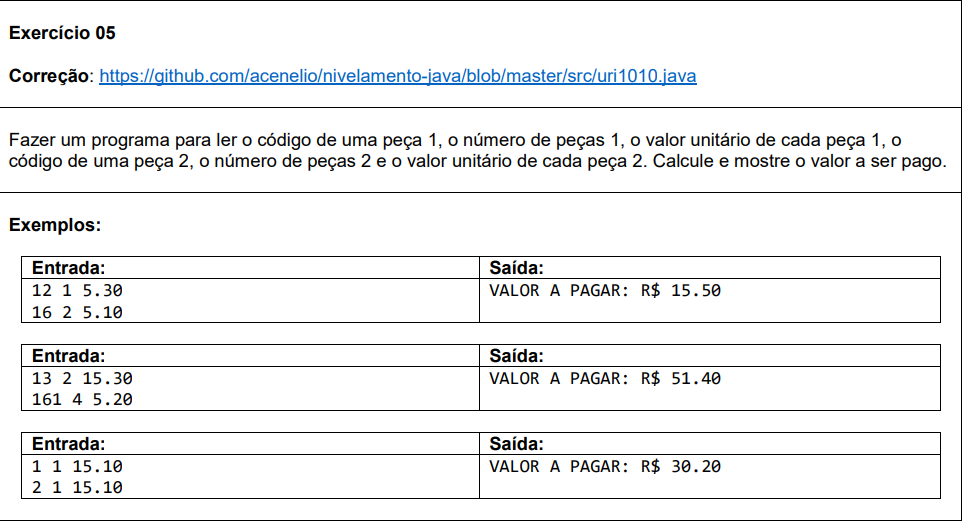 Exercício 05
Correção: https://github.com/acenelio/nivelamento-java/blob/master/src/uri1010.java
Fazer um programa para ler o código de uma peça 1, o número de peças 1, o valor unitário de cada peça 1, o
código de uma peça 2, o número de peças 2 e o valor unitário de cada peça 2. Calcule e mostre o valor a ser pago.
Exemplos:
Entrada: Saída:
12 1 5.30 VALOR A PAGAR: R$ 15.50
16 2 5.10
Entrada: Saída:
13 2 15.30 VALOR A PAGAR: R$ 51.40
161 4 5.20
Entrada: Saída:
1 1 15.10 VALOR A PAGAR: R$ 30.20
2 1 15.10